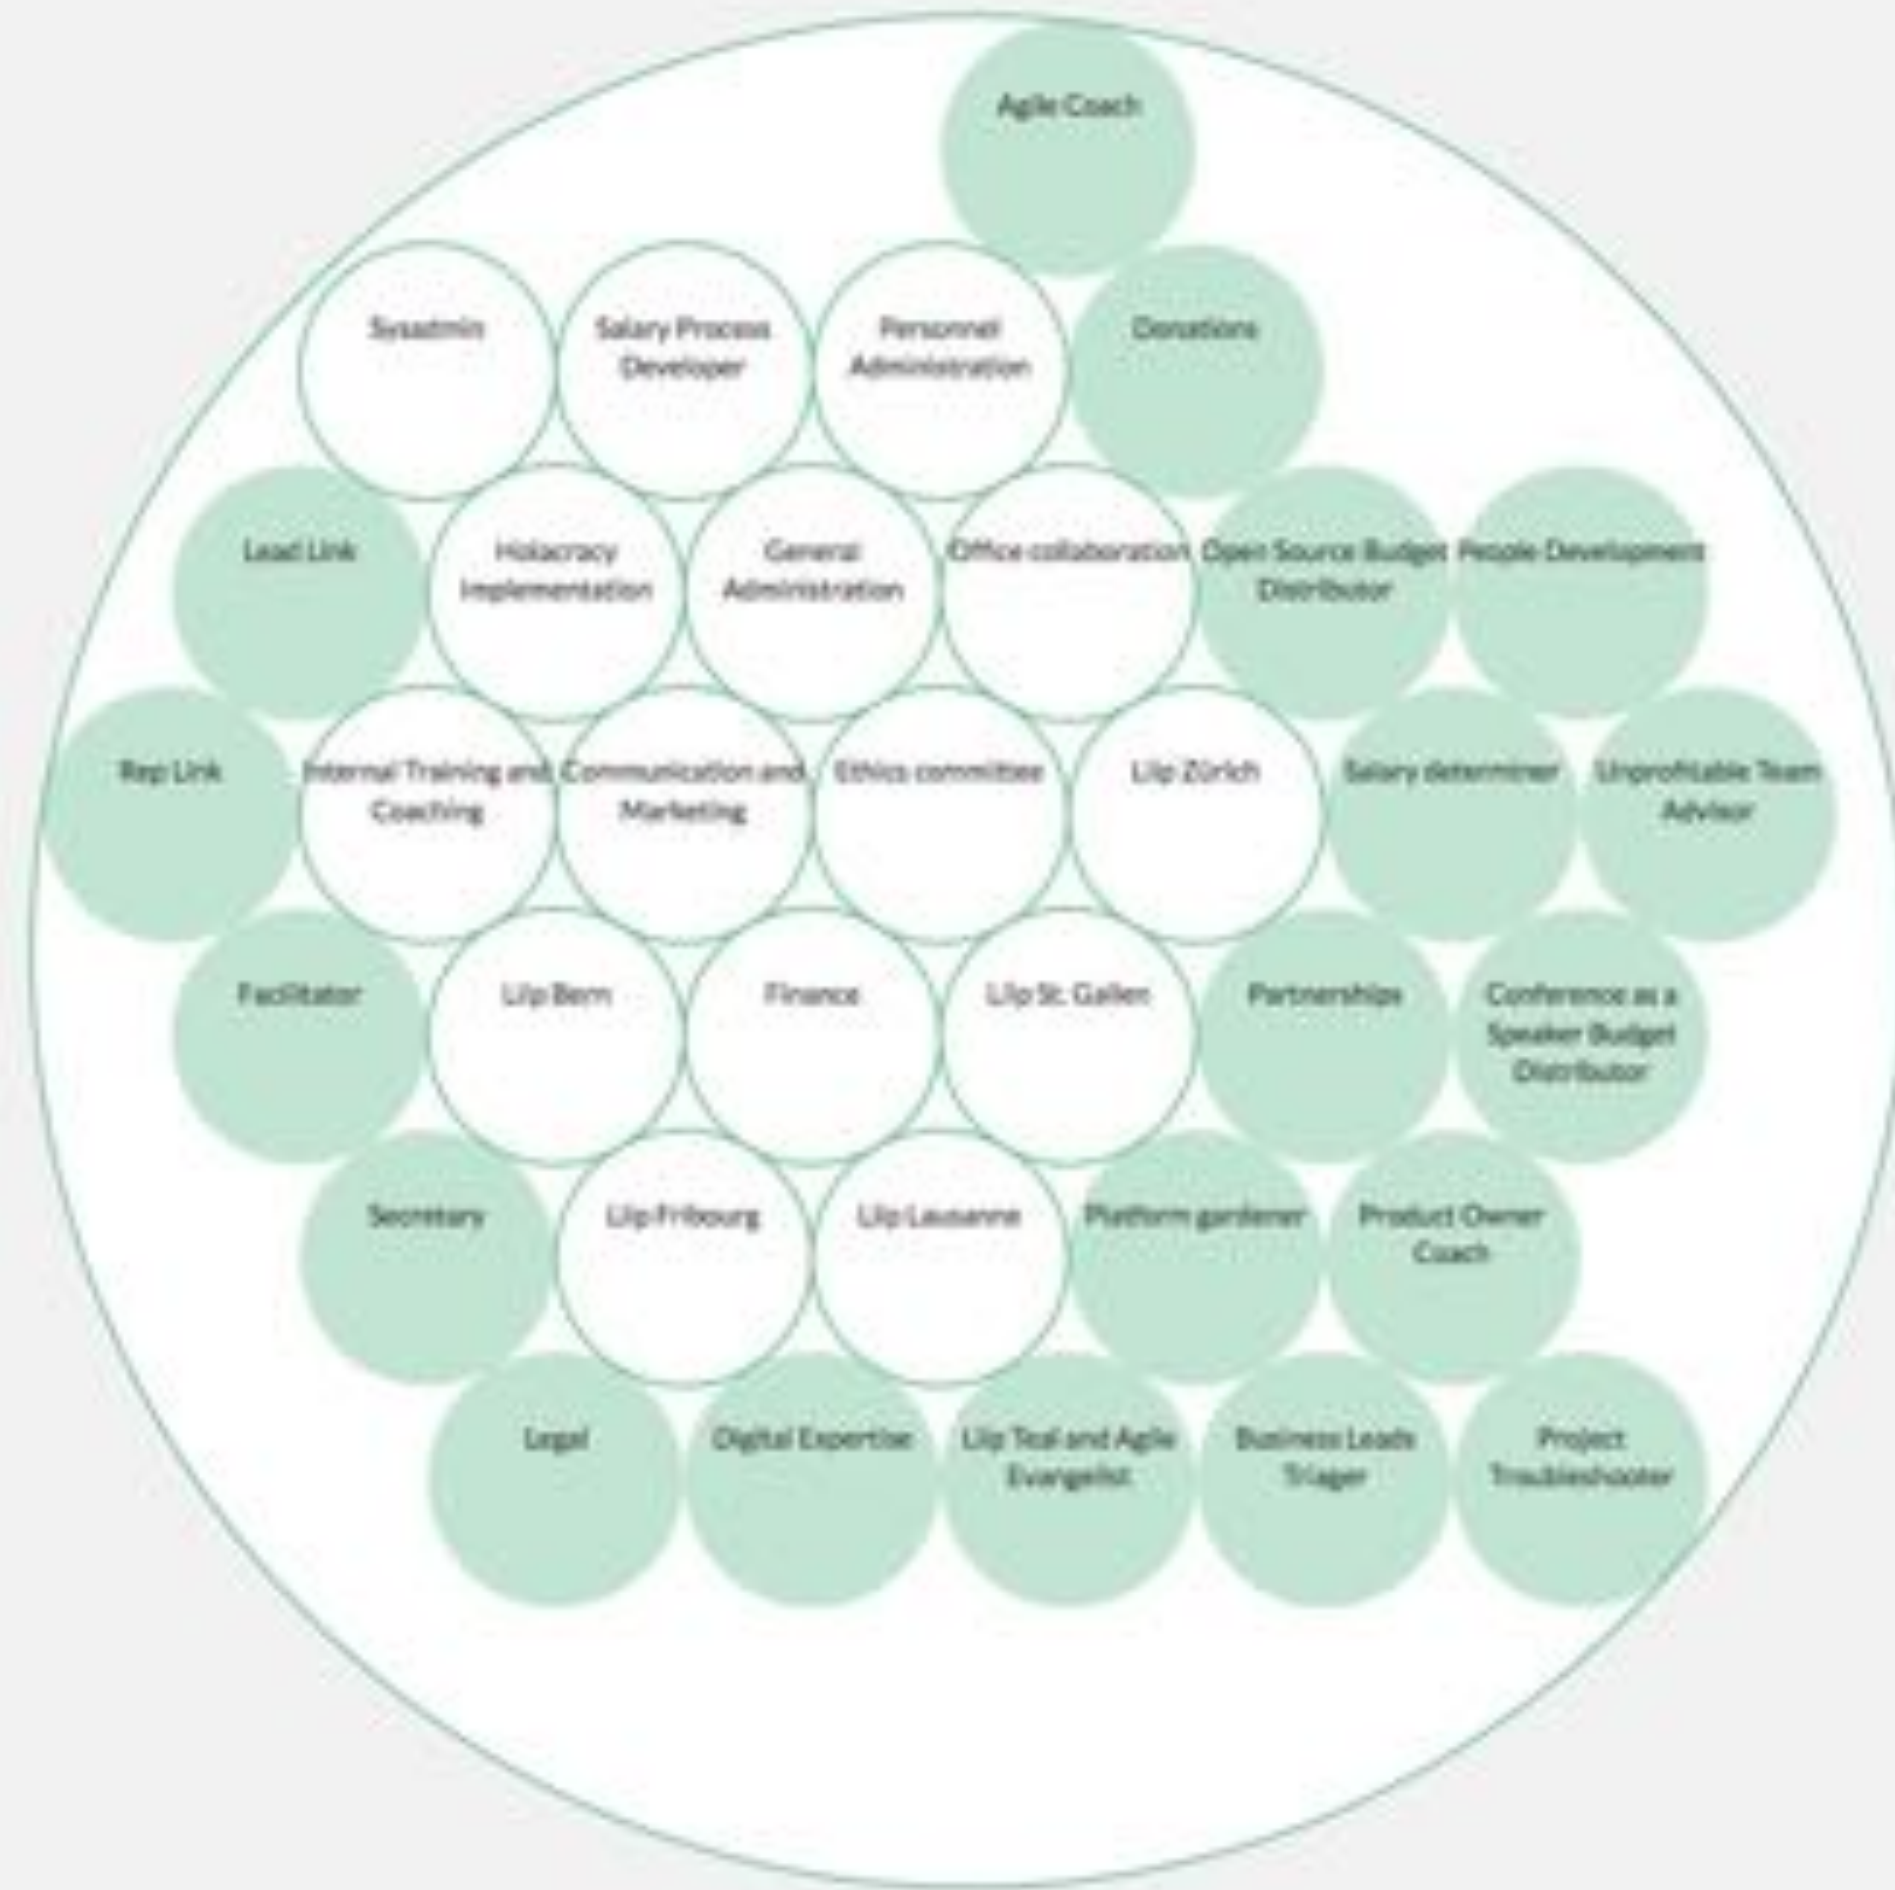 Agile Coach
Sysadmin
Salary Process
Developer
Personnel
Administration
Donations
Lead Link
Holacracy
Implementation
General
Administration
Office collaboration
Open Source Budget
Distributor
People Development
Rep Link
Internal Training and
Coaching
Communication and
Marketing
Ethics committee
Liip Zürich
Salary determiner
Unprofitable Team
Advisor
Facilitator
Liip Bern
Finance
Liip St. Gallen
Partnerships
Conference as a
Speaker Budget
Distributor
Secretary
Liip Fribourg
Liip Lausanne
Platform gardener
Product Owner
Coach
Legal
Digital Expertise
Liip Teal and Agile
Evangelist
Business Leads
Triager
Project
Troubleshooter